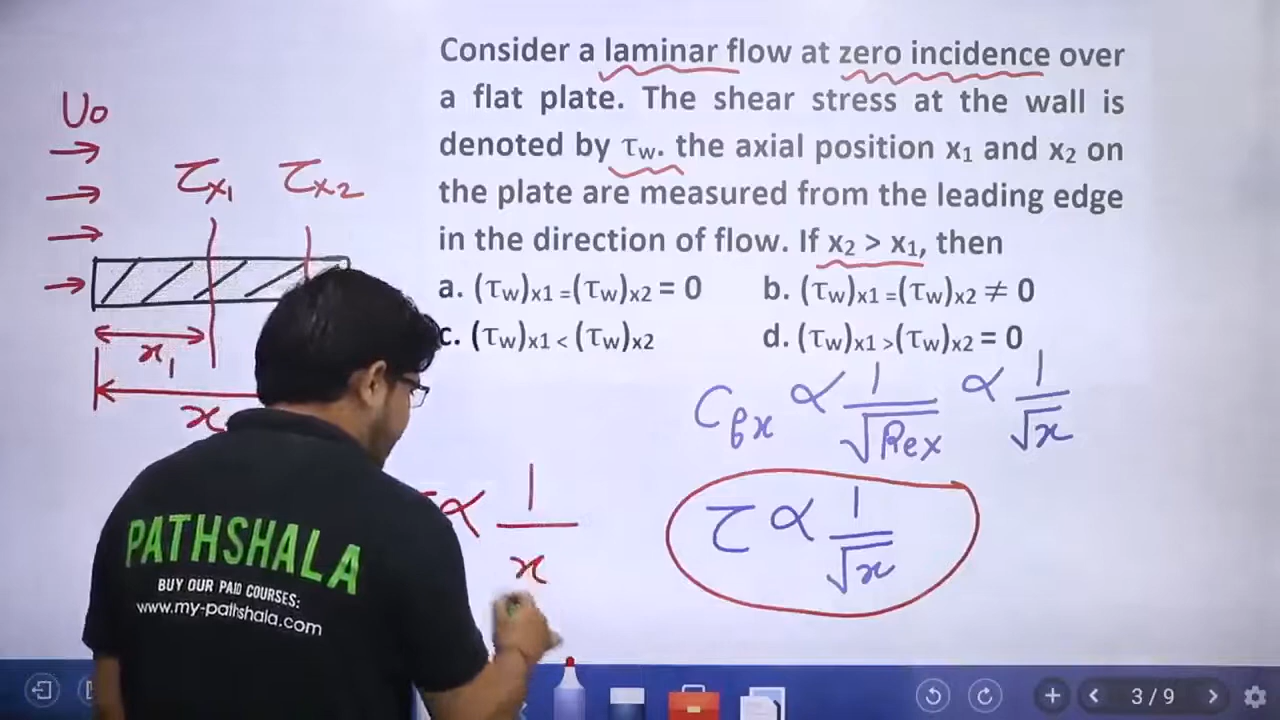 Consider a laminar flow at zero incidence over
a flat plate. The shear stress at the wall is
denoted by τw. the axial position x1 and x2 on
the plate are measured from the leading edge
in the direction of flow. If x2 > x1, then
a. (τw)x1 =(τw)x2 = 0
b. (τw)x1 =(τw)x2 ≠ 0
c. (τw)x1 < (τw)x2
d. (τw)x1 >(τw)x2 = 0
U0
τx1 τx2
x1
x
Cfx ∝ 1/√Rex ∝ 1/√x
∝ 1/x
τ ∝ 1/√x
PATHSHALA
BUY OUR PAID COURSES:
www.my-pathshala.com
3 / 9